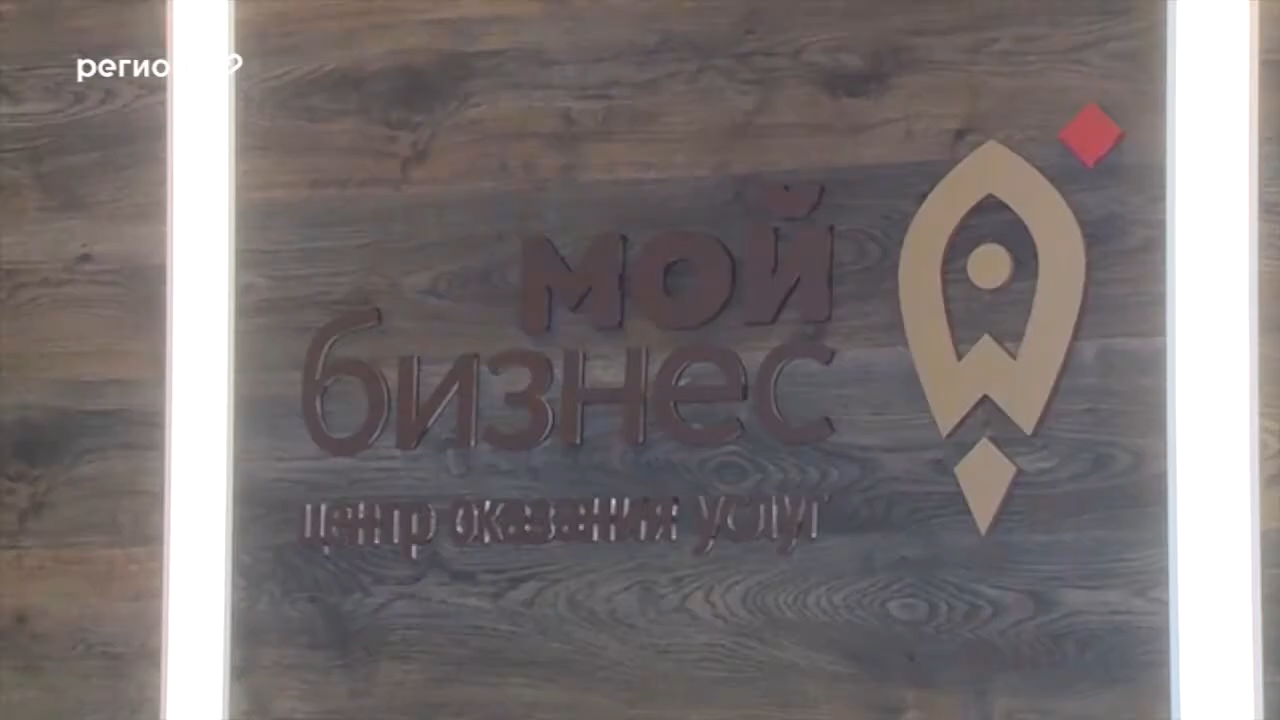 мой
бизнес
центр оказания услуг